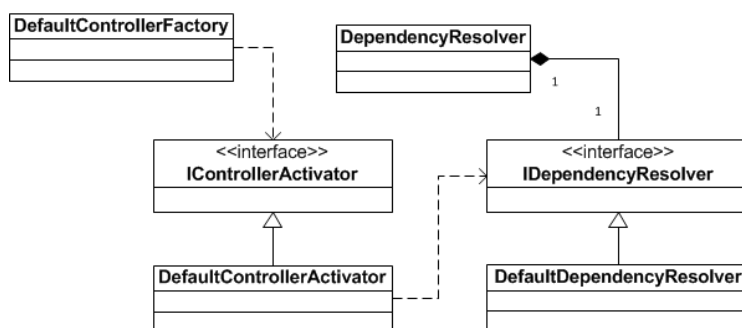 DefaultControllerFactory
DependencyResolver
1
1
<<interface>>
IControllerActivator
<<interface>>
IDependencyResolver
DefaultControllerActivator
DefaultDependencyResolver